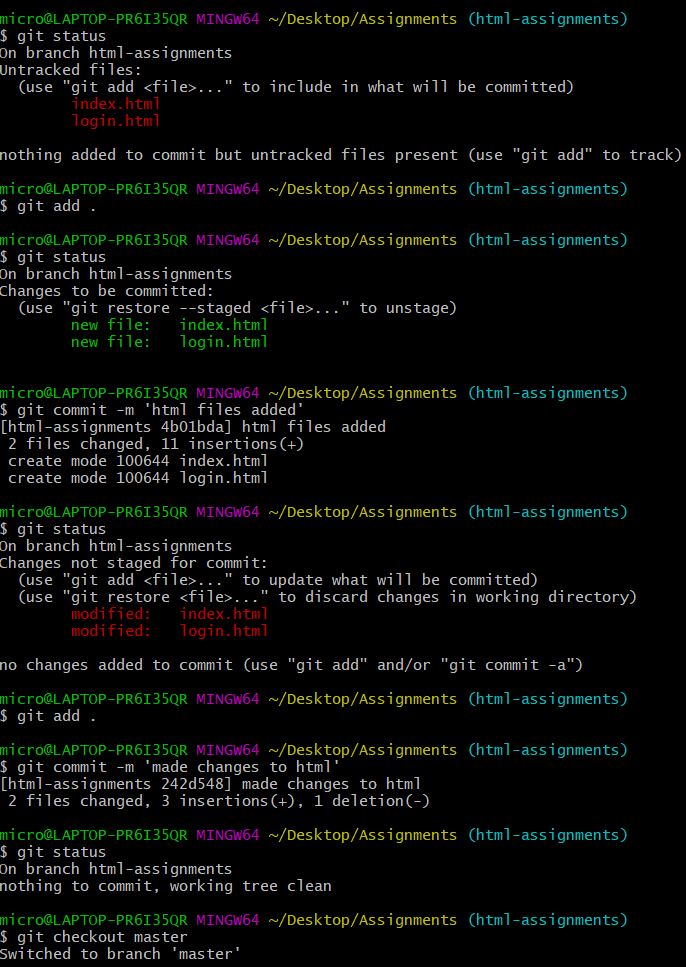 micro@LAPTOP-PR6I35QR MINGW64 ~/Desktop/Assignments (html-assignments)
$ git status
On branch html-assignments
Untracked files:
  (use "git add <file>..." to include in what will be committed)
        index.html
        login.html

nothing added to commit but untracked files present (use "git add" to track)

micro@LAPTOP-PR6I35QR MINGW64 ~/Desktop/Assignments (html-assignments)
$ git add .

micro@LAPTOP-PR6I35QR MINGW64 ~/Desktop/Assignments (html-assignments)
$ git status
On branch html-assignments
Changes to be committed:
  (use "git restore --staged <file>..." to unstage)
        new file:   index.html
        new file:   login.html


micro@LAPTOP-PR6I35QR MINGW64 ~/Desktop/Assignments (html-assignments)
$ git commit -m 'html files added'
[html-assignments 4b01bda] html files added
 2 files changed, 11 insertions(+)
 create mode 100644 index.html
 create mode 100644 login.html

micro@LAPTOP-PR6I35QR MINGW64 ~/Desktop/Assignments (html-assignments)
$ git status
On branch html-assignments
Changes not staged for commit:
  (use "git add <file>..." to update what will be committed)
  (use "git restore <file>..." to discard changes in working directory)
        modified:   index.html
        modified:   login.html

no changes added to commit (use "git add" and/or "git commit -a")

micro@LAPTOP-PR6I35QR MINGW64 ~/Desktop/Assignments (html-assignments)
$ git add .

micro@LAPTOP-PR6I35QR MINGW64 ~/Desktop/Assignments (html-assignments)
$ git commit -m 'made changes to html'
[html-assignments 242d548] made changes to html
 2 files changed, 3 insertions(+), 1 deletion(-)

micro@LAPTOP-PR6I35QR MINGW64 ~/Desktop/Assignments (html-assignments)
$ git status
On branch html-assignments
nothing to commit, working tree clean

micro@LAPTOP-PR6I35QR MINGW64 ~/Desktop/Assignments (html-assignments)
$ git checkout master
Switched to branch 'master'